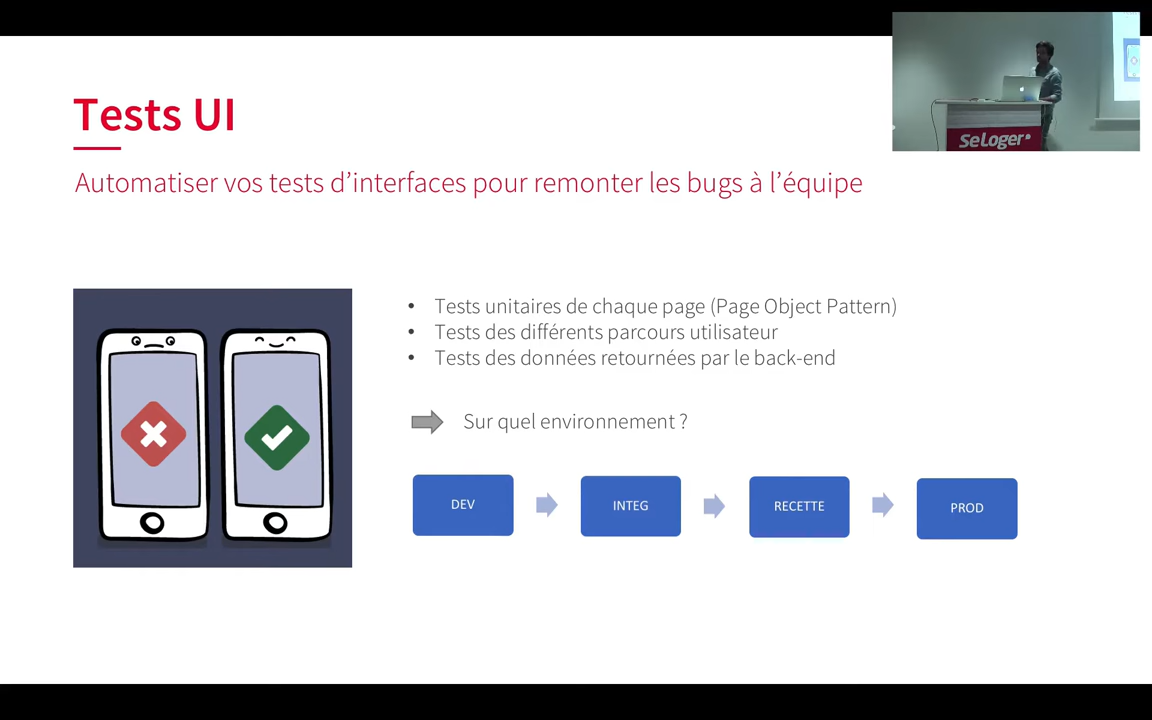 Tests UI
Automatiser vos tests d’interfaces pour remonter les bugs à l’équipe
• Tests unitaires de chaque page (Page Object Pattern)
• Tests des différents parcours utilisateur
• Tests des données retournées par le back-end
Sur quel environnement ?
DEV
INTEG
RECETTE
PROD
SeLoger